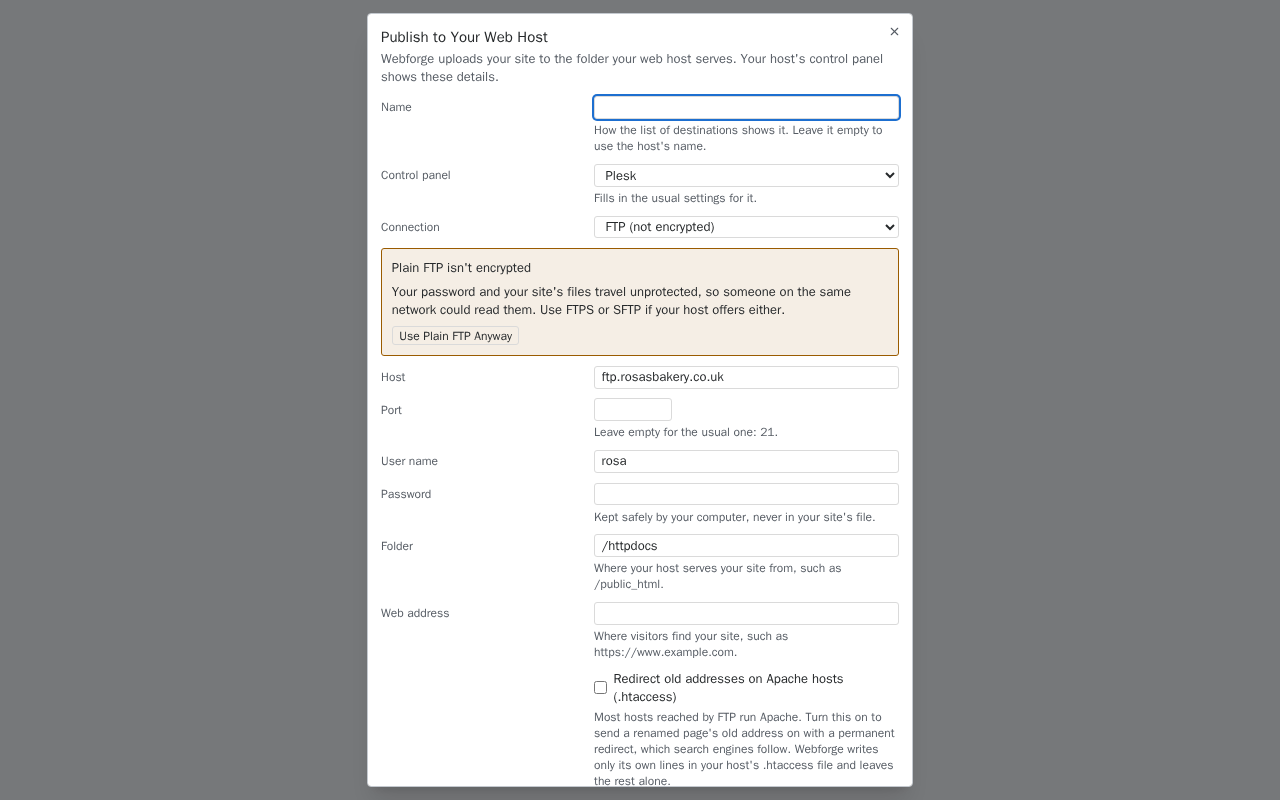 Publish to Your Web Host
×
Webforge uploads your site to the folder your web host serves. Your host's control panel
shows these details.
Name
How the list of destinations shows it. Leave it empty to
use the host's name.
Control panel
Plesk
Fills in the usual settings for it.
Connection
FTP (not encrypted)
Plain FTP isn't encrypted
Your password and your site's files travel unprotected, so someone on the same
network could read them. Use FTPS or SFTP if your host offers either.
Use Plain FTP Anyway
Host
ftp.rosasbakery.co.uk
Port
Leave empty for the usual one: 21.
User name
rosa
Password
Kept safely by your computer, never in your site's file.
Folder
/httpdocs
Where your host serves your site from, such as
/public_html.
Web address
Where visitors find your site, such as
https://www.example.com.
Redirect old addresses on Apache hosts
(.htaccess)
Most hosts reached by FTP run Apache. Turn this on to
send a renamed page's old address on with a permanent
redirect, which search engines follow. Webforge writes
only its own lines in your host's .htaccess file and leaves
the rest alone.